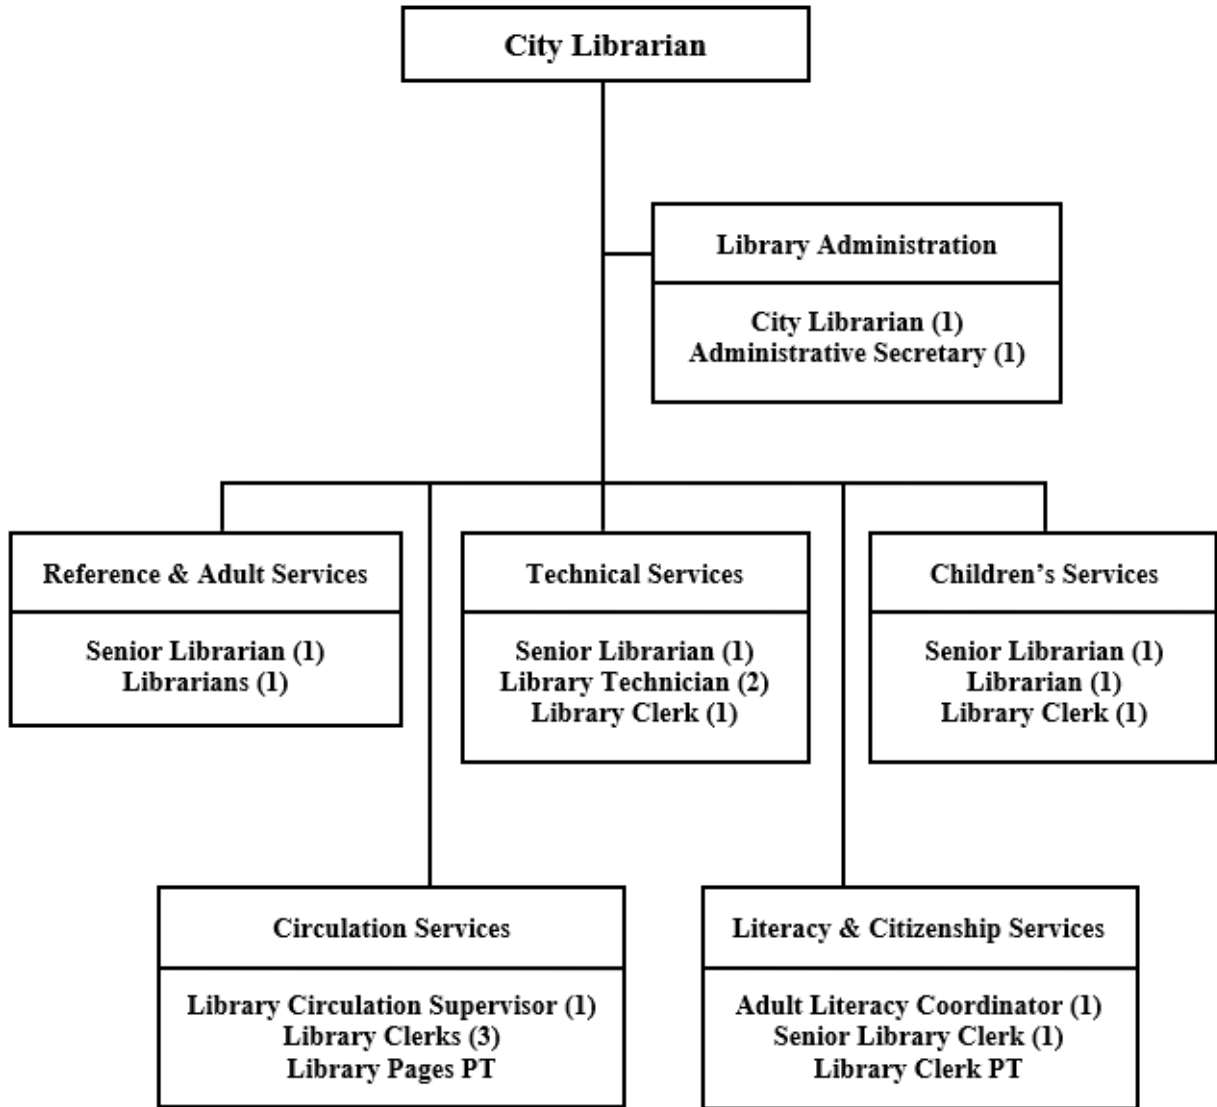 City Librarian
Library Administration
City Librarian (1)
Administrative Secretary (1)
Reference & Adult Services
Senior Librarian (1)
Librarians (1)
Technical Services
Senior Librarian (1)
Library Technician (2)
Library Clerk (1)
Children’s Services
Senior Librarian (1)
Librarian (1)
Library Clerk (1)
Circulation Services
Library Circulation Supervisor (1)
Library Clerks (3)
Library Pages PT
Literacy & Citizenship Services
Adult Literacy Coordinator (1)
Senior Library Clerk (1)
Library Clerk PT